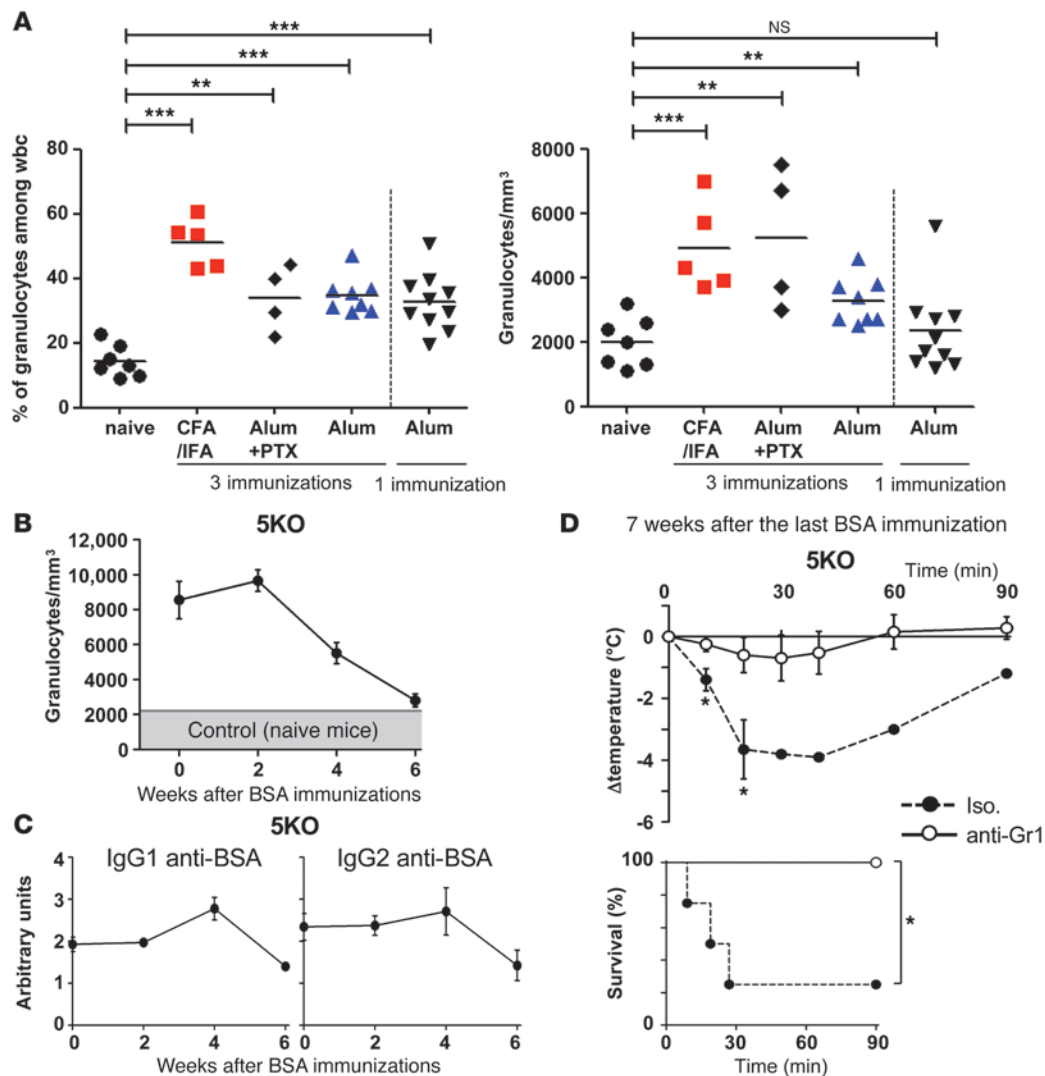 A
***
***
**
***
% of granulocytes among wbc
80
60
40
20
0
naive
CFA
/IFA
Alum
+PTX
Alum
Alum
3 immunizations
1 immunization
NS
**
**
***
Granulocytes/mm³
8000
6000
4000
2000
0
naive
CFA
/IFA
Alum
+PTX
Alum
Alum
3 immunizations
1 immunization
B
5KO
Granulocytes/mm³
10,000
12,000
8000
6000
4000
2000
0
Control (naive mice)
0 2 4 6
Weeks after BSA immunizations
C
5KO
IgG1 anti-BSA
IgG2 anti-BSA
Arbitrary units
4
3
2
1
0
0 2 4 6
0 2 4 6
Weeks after BSA immunizations
D
7 weeks after the last BSA immunization
5KO
Time (min)
0 30 60 90
Δtemperature (°C)
0
-2
-4
-6
*
*
Iso.
anti-Gr1
Survival (%)
100
0
*
0 30 60 90
Time (min)